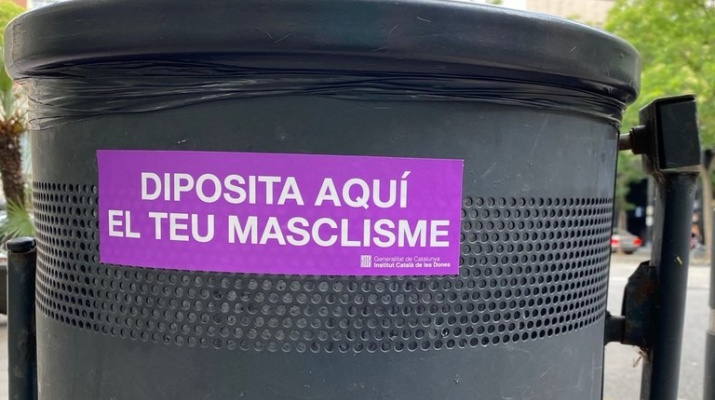 DIPOSITA AQUÍ
EL TEU MASCLISME
Generalitat de Catalunya
Institut Català de les Dones